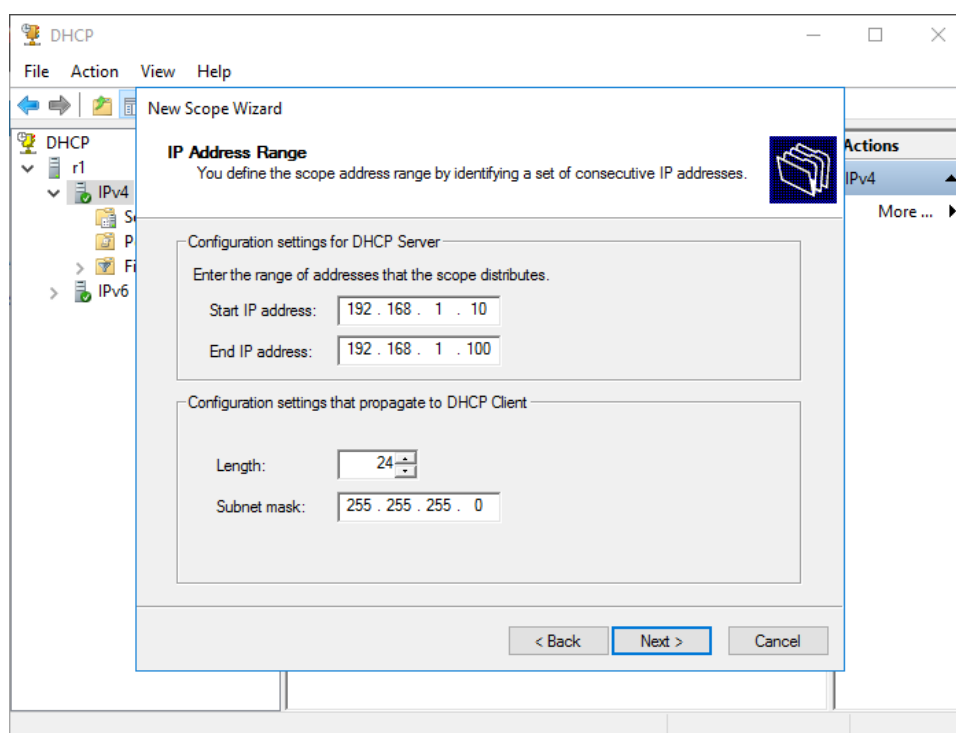 DHCP
File Action View Help
New Scope Wizard
DHCP
r1
IPv4
S
P
Fi
IPv6
IP Address Range
You define the scope address range by identifying a set of consecutive IP addresses.
Configuration settings for DHCP Server
Enter the range of addresses that the scope distributes.
Start IP address: 192 . 168 . 1 . 10
End IP address: 192 . 168 . 1 . 100
Configuration settings that propagate to DHCP Client
Length: 24
Subnet mask: 255 . 255 . 255 . 0
< Back Next > Cancel
Actions
IPv4
More ...